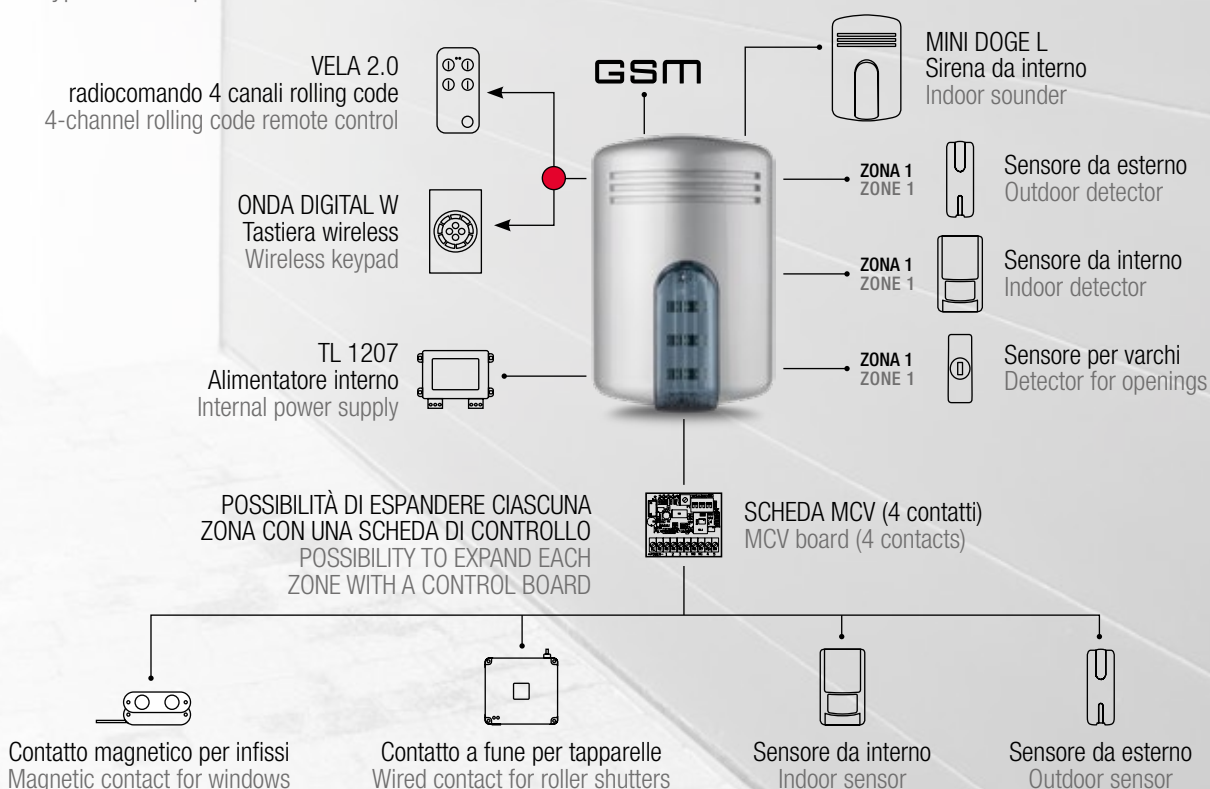 VELA 2.0
radiocomando 4 canali rolling code
4-channel rolling code remote control
GSM
MINI DOGE L
Sirena da interno
Indoor sounder
ONDA DIGITAL W
Tastiera wireless
Wireless keypad
ZONA 1
ZONE 1
Sensore da esterno
Outdoor detector
ZONA 1
ZONE 1
Sensore da interno
Indoor detector
TL 1207
Alimentatore interno
Internal power supply
ZONA 1
ZONE 1
Sensore per varchi
Detector for openings
POSSIBILITÀ DI ESPANDERE CIASCUNA
ZONA CON UNA SCHEDA DI CONTROLLO
POSSIBILITY TO EXPAND EACH
ZONE WITH A CONTROL BOARD
SCHEDA MCV (4 contatti)
MCV board (4 contacts)
Contatto magnetico per infissi
Magnetic contact for windows
Contatto a fune per tapparelle
Wired contact for roller shutters
Sensore da interno
Indoor sensor
Sensore da esterno
Outdoor sensor